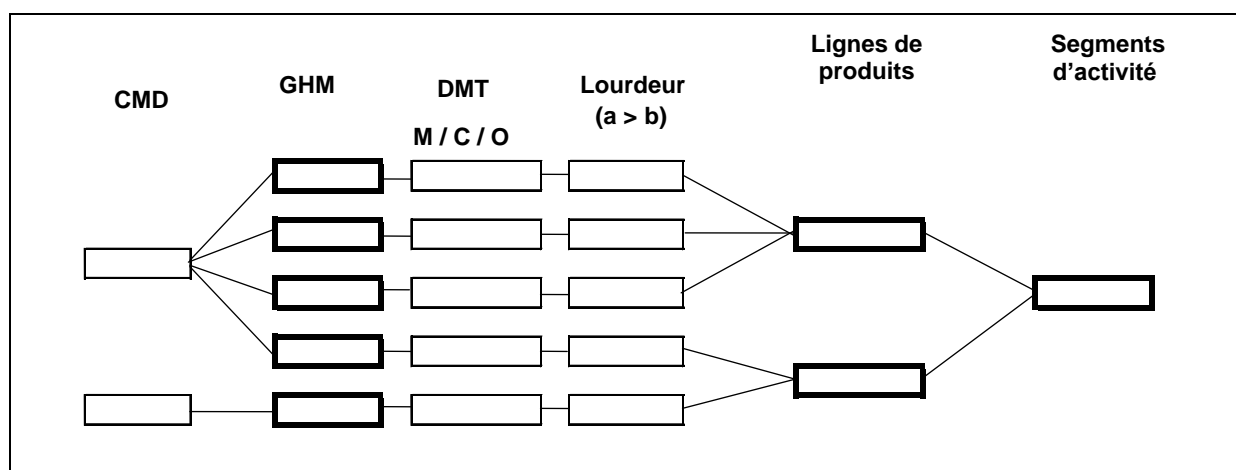 CMD
GHM
DMT
M / C / O
Lourdeur
(a > b)
Lignes de
produits
Segments
d’activité